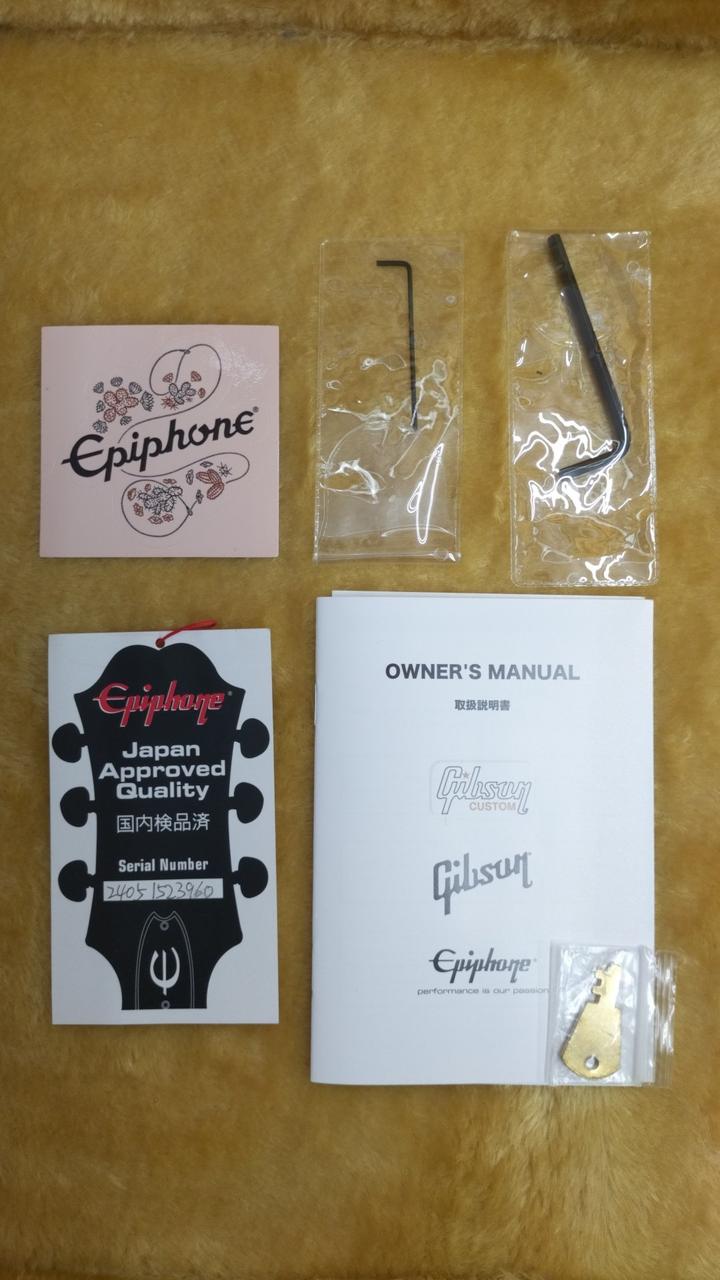 Epiphone®
Epiphone®
Japan
Approved
Quality
国内検品済
Serial Number
24051523960
OWNER'S MANUAL
取扱説明書
Gibson
CUSTOM
Gibson
Epiphone®
performance is our passion